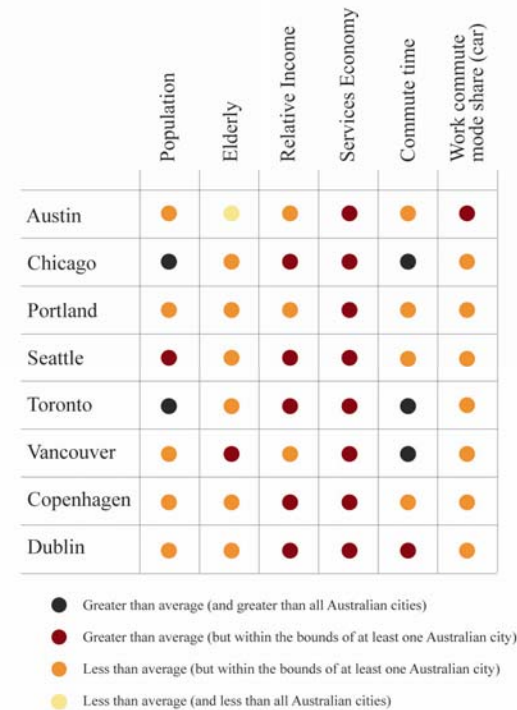 Population
Elderly
Relative Income
Services Economy
Commute time
Work commute
mode share (car)
Austin
Chicago
Portland
Seattle
Toronto
Vancouver
Copenhagen
Dublin
Greater than average (and greater than all Australian cities)
Greater than average (but within the bounds of at least one Australian city)
Less than average (but within the bounds of at least one Australian city)
Less than average (and less than all Australian cities)